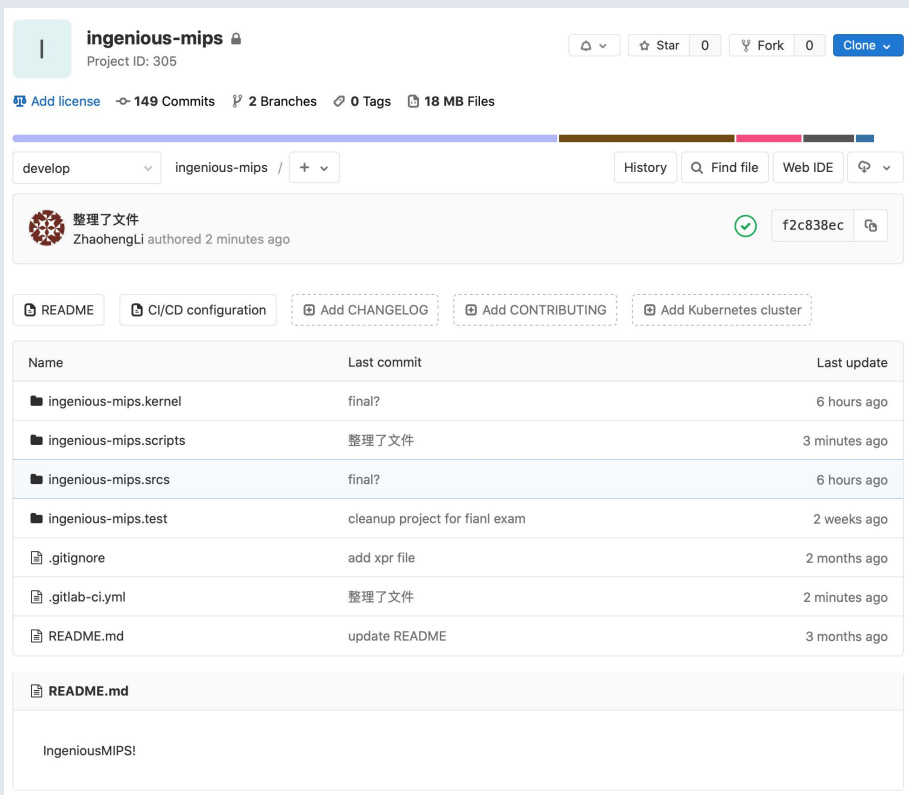 I
ingenious-mips
Project ID: 305
Star 0 Fork 0 Clone
Add license 149 Commits 2 Branches 0 Tags 18 MB Files
develop ingenious-mips / + History Find file Web IDE
整理了文件
ZhaohengLi authored 2 minutes ago
f2c838ec
README CI/CD configuration Add CHANGELOG Add CONTRIBUTING Add Kubernetes cluster
Name Last commit Last update
ingenious-mips.kernel final? 6 hours ago
ingenious-mips.scripts 整理了文件 3 minutes ago
ingenious-mips.srcs final? 6 hours ago
ingenious-mips.test cleanup project for fianl exam 2 weeks ago
.gitignore add xpr file 2 months ago
.gitlab-ci.yml 整理了文件 2 minutes ago
README.md update README 3 months ago
README.md
IngeniousMIPS!